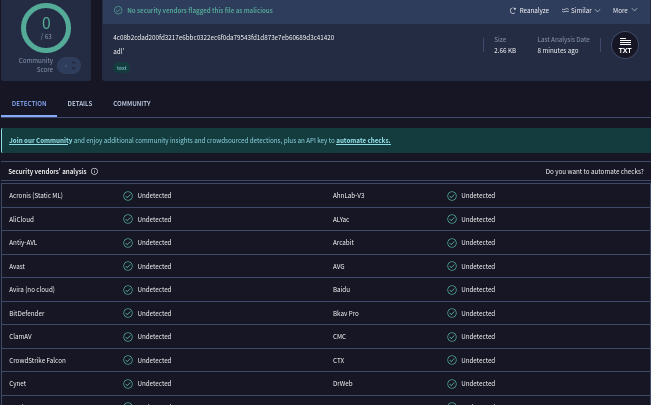 0
/ 63
Community
Score
No security vendors flagged this file as malicious
Reanalyze
Similar
More
4c08b2cdad200fd3217e6bbc0322ec6f0da79543fd1d873e7eb60689d3c41420
adl'
text
Size
2.66 KB
Last Analysis Date
8 minutes ago
TXT
DETECTION DETAILS COMMUNITY
Join our Community and enjoy additional community insights and crowdsourced detections, plus an API key to automate checks.
Security vendors' analysis
Do you want to automate checks?
Acronis (Static ML) Undetected AhnLab-V3 Undetected
AliCloud Undetected ALYac Undetected
Antiy-AVL Undetected Arcabit Undetected
Avast Undetected AVG Undetected
Avira (no cloud) Undetected Baidu Undetected
BitDefender Undetected Bkav Pro Undetected
ClamAV Undetected CMC Undetected
CrowdStrike Falcon Undetected CTX Undetected
Cynet Undetected DrWeb Undetected